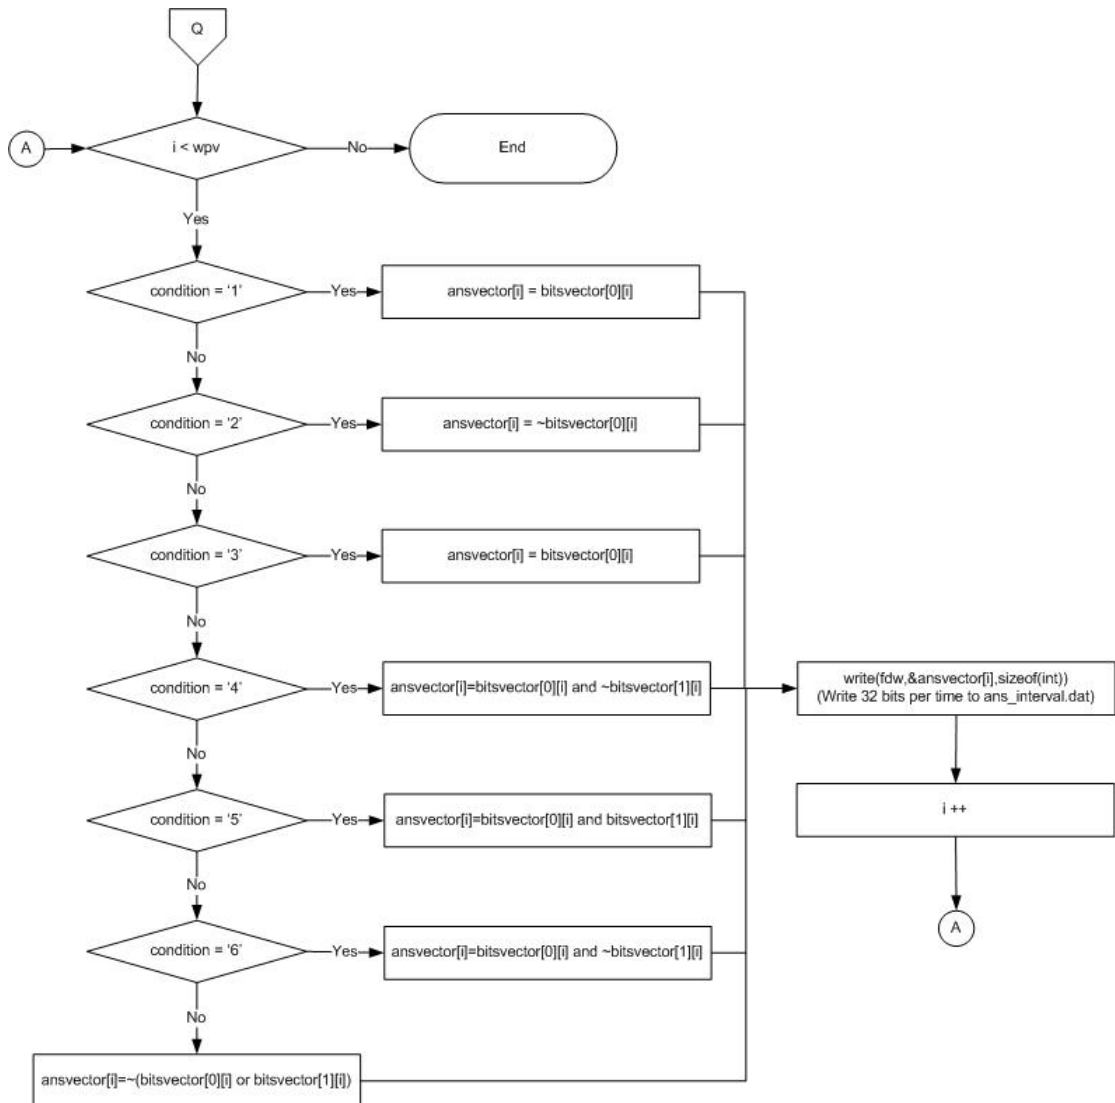 Q
A
i < wpv
No
End
Yes
condition = ‘1’
Yes
ansvector[i] = bitsvector[0][i]
No
condition = ‘2’
Yes
ansvector[i] = ~bitsvector[0][i]
No
condition = ‘3’
Yes
ansvector[i] = bitsvector[0][i]
No
condition = ‘4’
Yes
ansvector[i]=bitsvector[0][i] and ~bitsvector[1][i]
write(fdw,&ansvector[i],sizeof(int))
(Write 32 bits per time to ans_interval.dat)
No
i ++
condition = ‘5’
Yes
ansvector[i]=bitsvector[0][i] and bitsvector[1][i]
No
A
condition = ‘6’
Yes
ansvector[i]=bitsvector[0][i] and ~bitsvector[1][i]
No
ansvector[i]=~(bitsvector[0][i] or bitsvector[1][i])